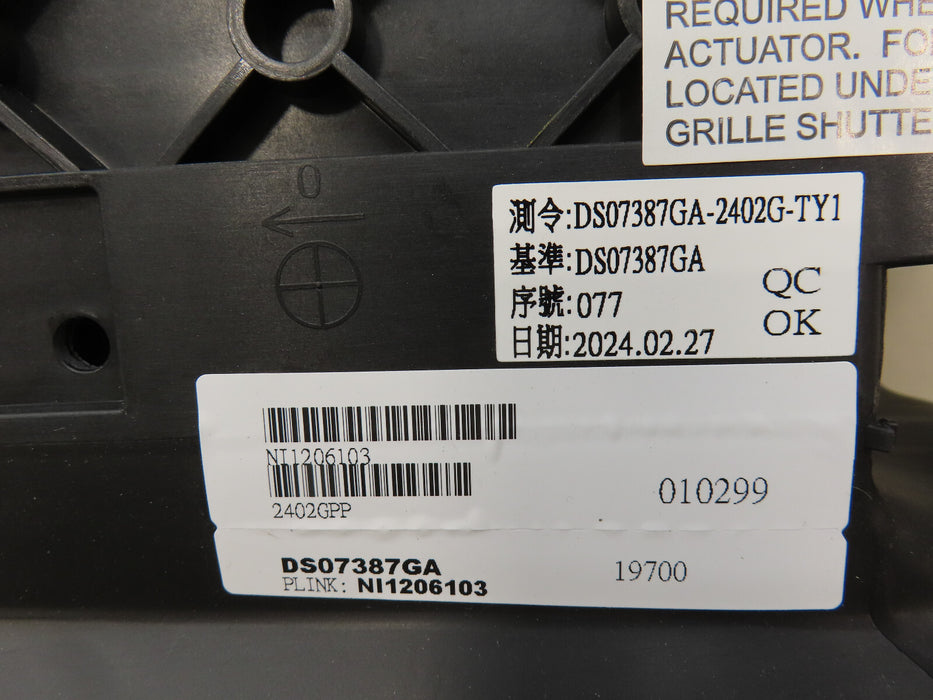 REQUIRED WHE
ACTUATOR. FO
LOCATED UNDE
GRILLE SHUTTE
測令:DS07387GA-2402G-TY1
基準:DS07387GA
序號:077
日期:2024.02.27
QC
OK
NI1206103
2402GPP
010299
DS07387GA
PLINK: NI1206103
19700